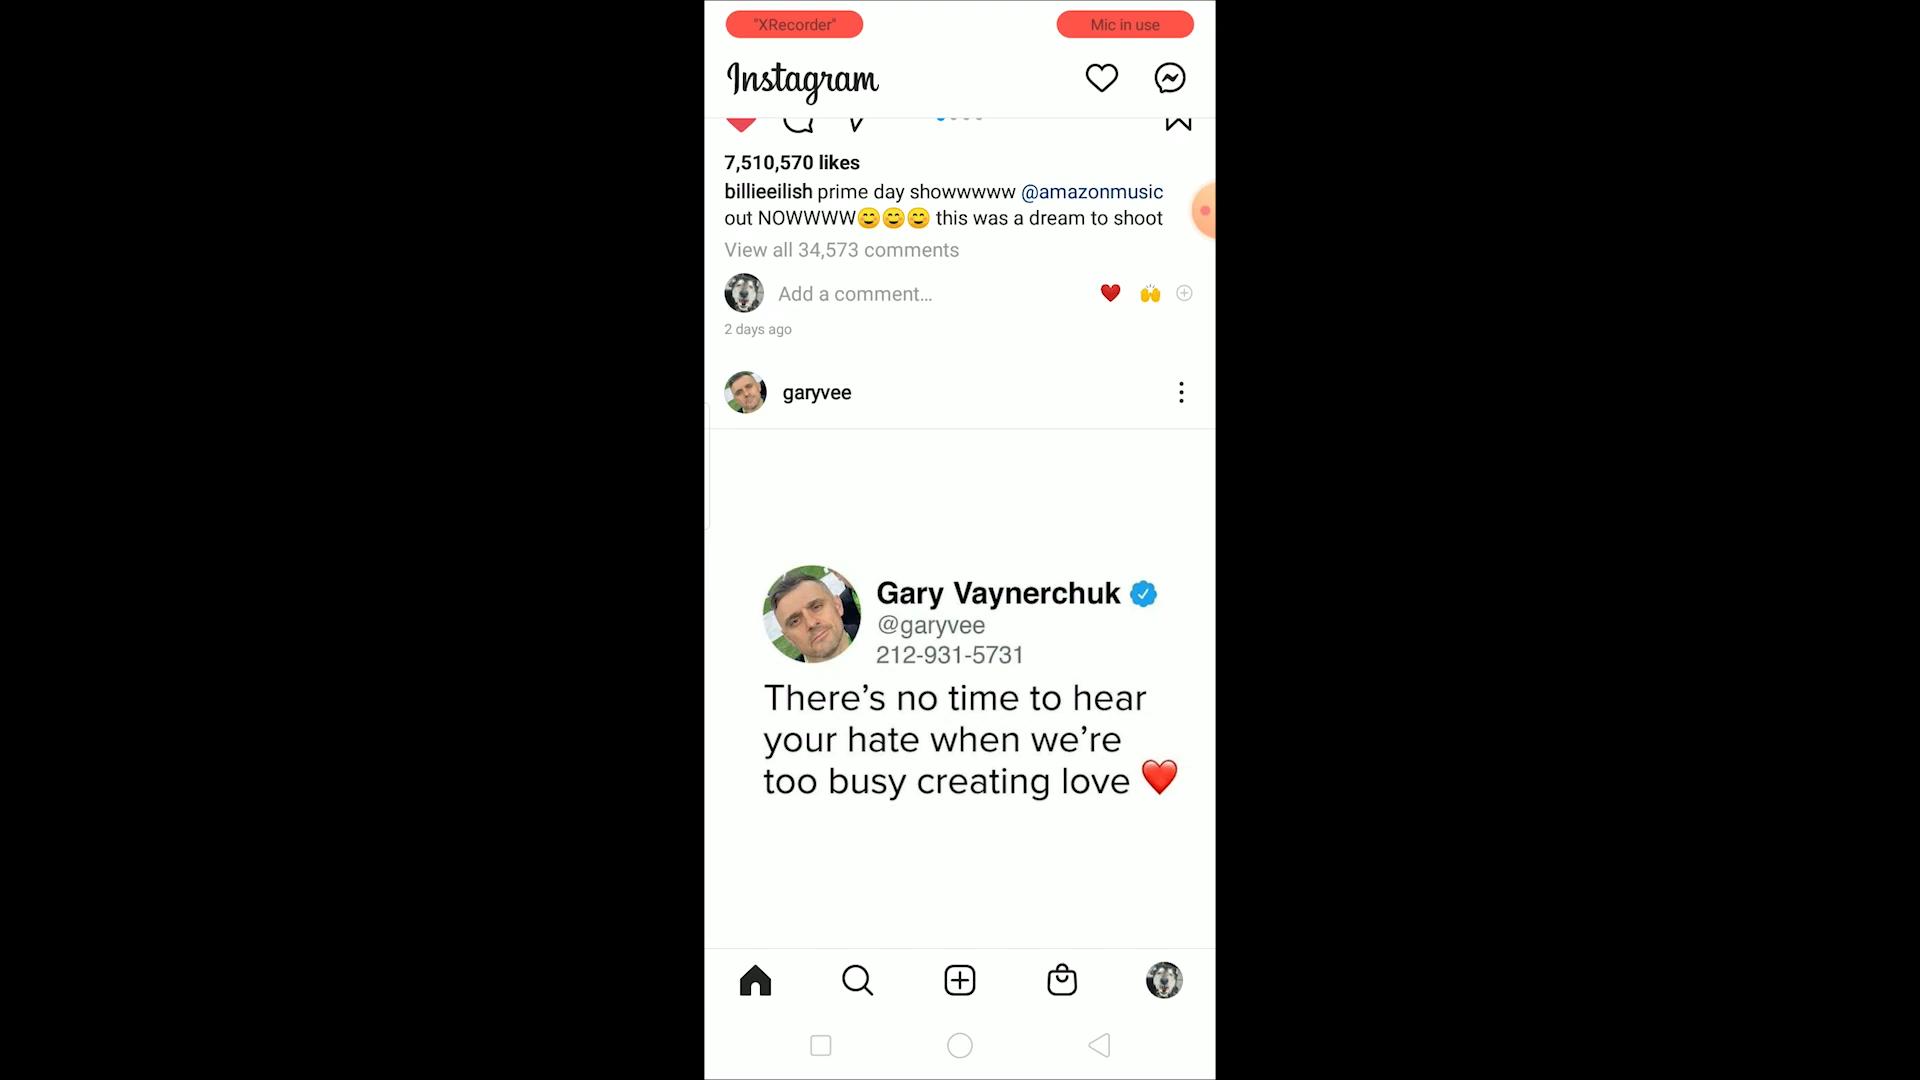 "XRecorder"
Mic in use
Instagram
7,510,570 likes
billieeilish prime day showwwww @amazonmusic
out NOWWWW😊😊😊 this was a dream to shoot
View all 34,573 comments
Add a comment...
2 days ago
garyvee
Gary Vaynerchuk
@garyvee
212-931-5731
There’s no time to hear
your hate when we’re
too busy creating love ❤️